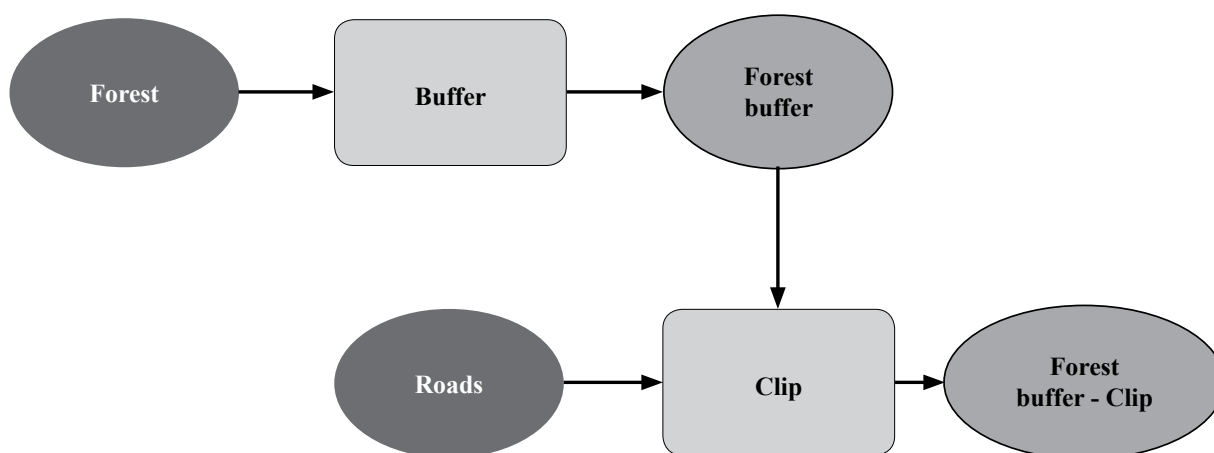 Forest
Buffer
Forest
buffer
Roads
Clip
Forest
buffer - Clip